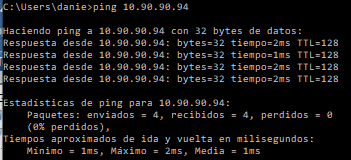 C:\Users\danie>ping 10.90.90.94
Haciendo ping a 10.90.90.94 con 32 bytes de datos:
Respuesta desde 10.90.90.94: bytes=32 tiempo=2ms TTL=128
Respuesta desde 10.90.90.94: bytes=32 tiempo=1ms TTL=128
Respuesta desde 10.90.90.94: bytes=32 tiempo=2ms TTL=128
Respuesta desde 10.90.90.94: bytes=32 tiempo=2ms TTL=128
Estadísticas de ping para 10.90.90.94:
Paquetes: enviados = 4, recibidos = 4, perdidos = 0
(0% perdidos),
Tiempos aproximados de ida y vuelta en milisegundos:
Mínimo = 1ms, Máximo = 2ms, Media = 1ms